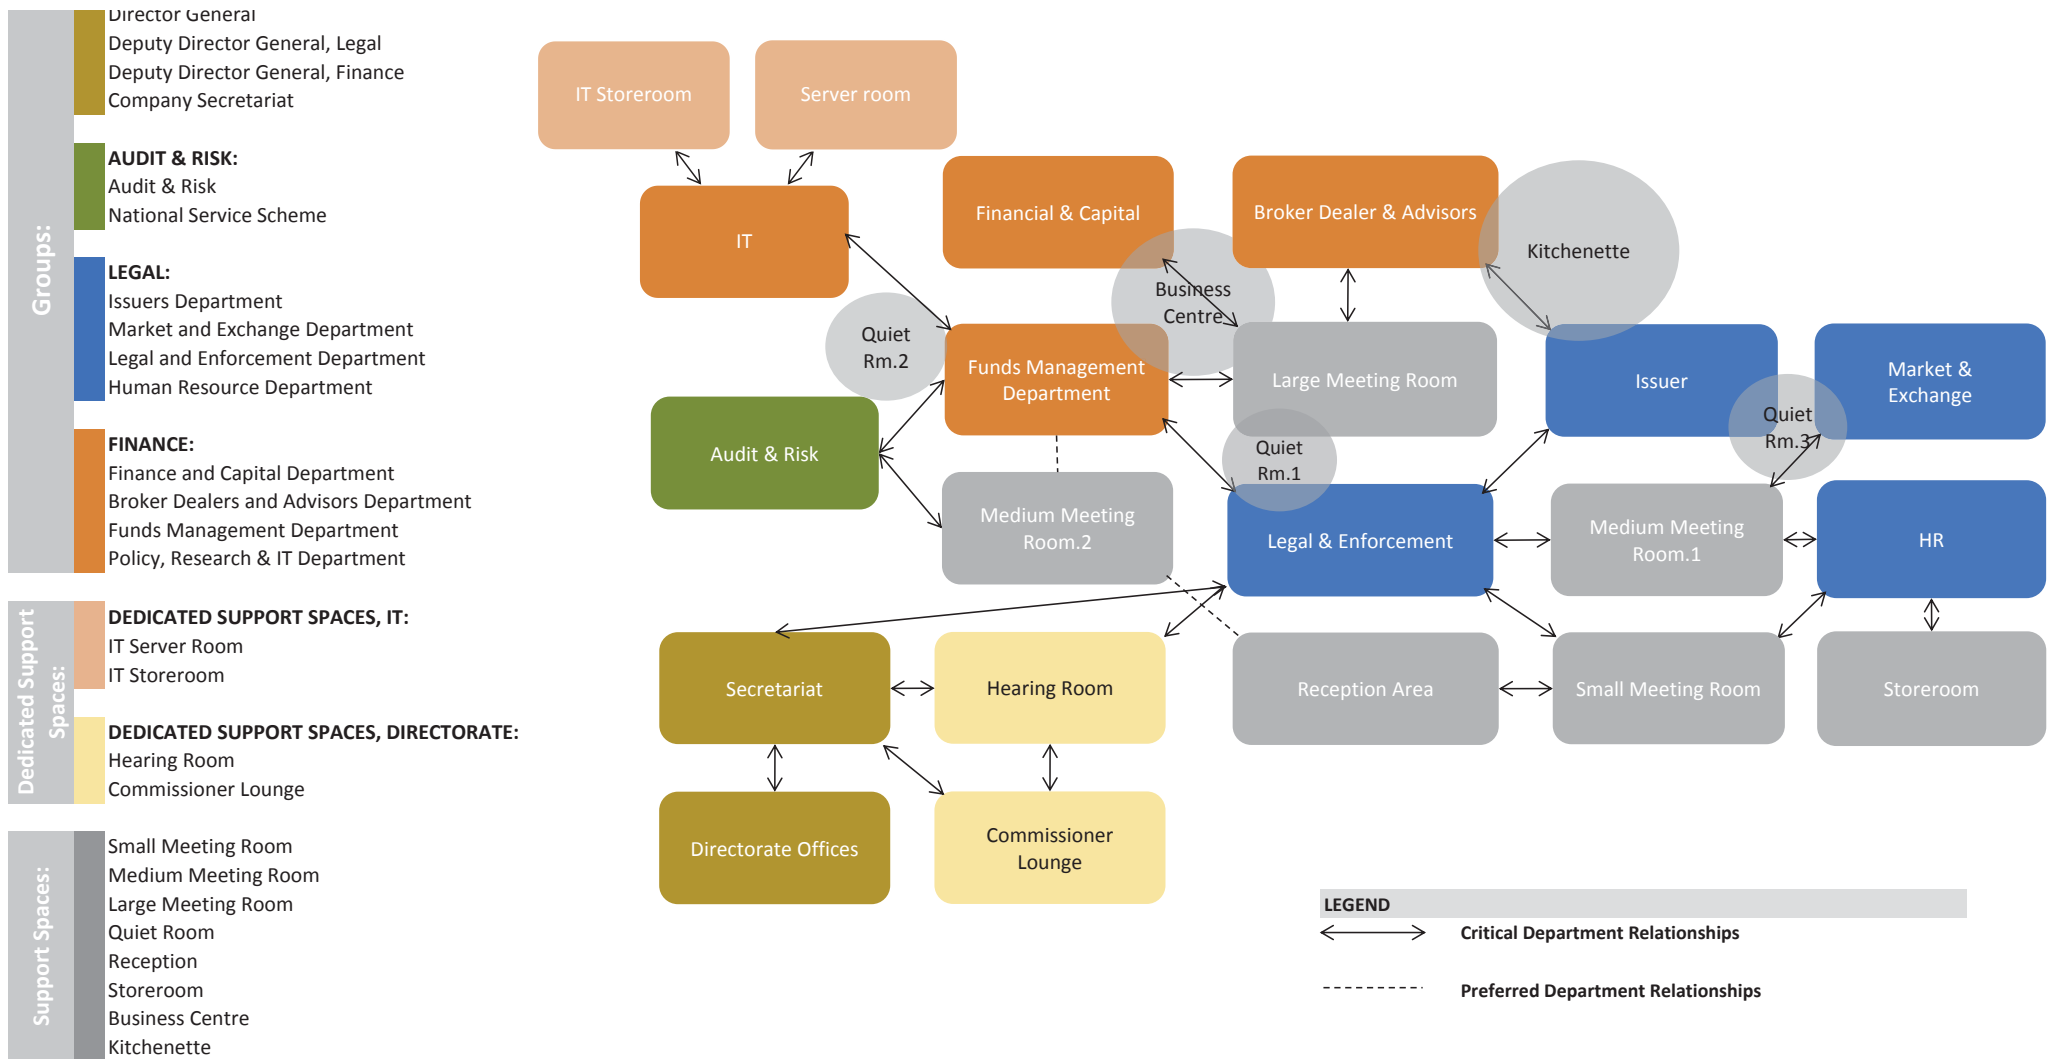 Director General
Deputy Director General, Legal
Deputy Director General, Finance
Company Secretariat
Groups:
AUDIT & RISK:
Audit & Risk
National Service Scheme
LEGAL:
Issuers Department
Market and Exchange Department
Legal and Enforcement Department
Human Resource Department
FINANCE:
Finance and Capital Department
Broker Dealers and Advisors Department
Funds Management Department
Policy, Research & IT Department
Dedicated Support
Spaces:
DEDICATED SUPPORT SPACES, IT:
IT Server Room
IT Storeroom
DEDICATED SUPPORT SPACES, DIRECTORATE:
Hearing Room
Commissioner Lounge
Support Spaces:
Small Meeting Room
Medium Meeting Room
Large Meeting Room
Quiet Room
Reception
Storeroom
Business Centre
Kitchenette
IT Storeroom
Server room
IT
Financial & Capital
Broker Dealer & Advisors
Kitchenette
Business
Centre
Quiet
Rm.2
Funds Management
Department
Large Meeting Room
Issuer
Market &
Exchange
Quiet
Rm.3
Audit & Risk
Quiet
Rm.1
Medium Meeting
Room.2
Legal & Enforcement
Medium Meeting
Room.1
HR
Secretariat
Hearing Room
Reception Area
Small Meeting Room
Storeroom
Directorate Offices
Commissioner
Lounge
LEGEND
Critical Department Relationships
Preferred Department Relationships